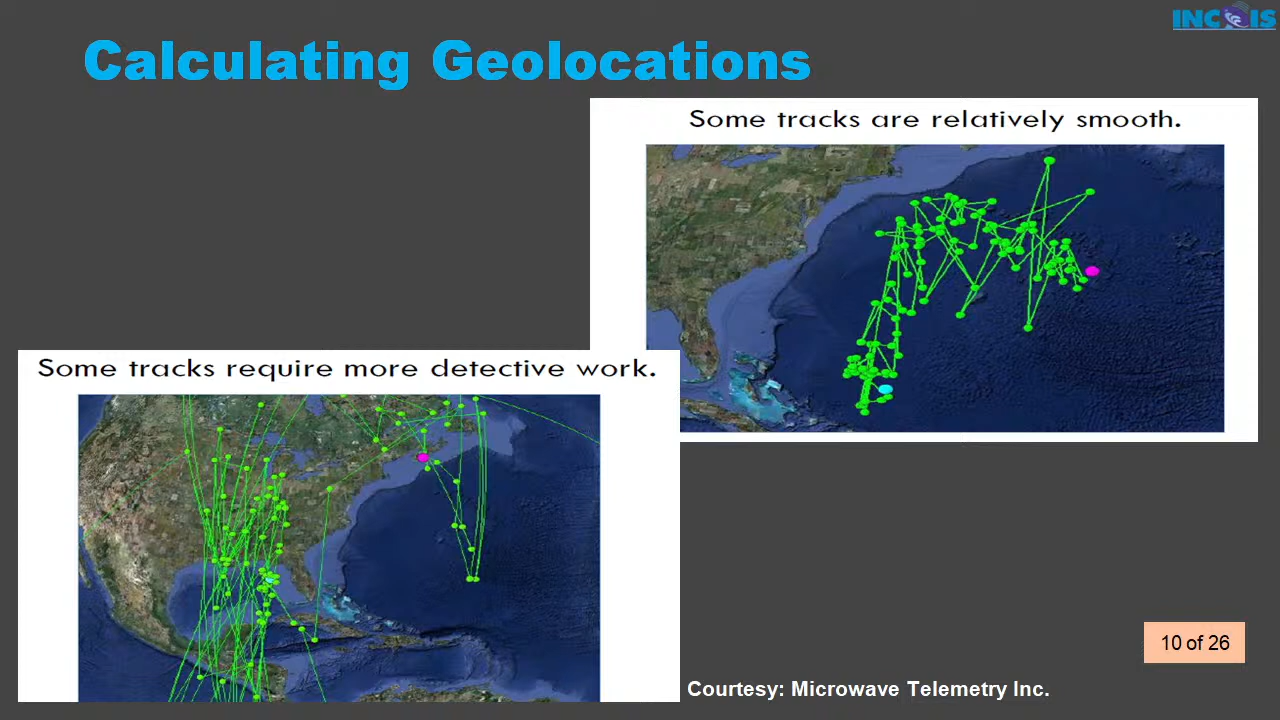 INCOIS
Calculating Geolocations
Some tracks are relatively smooth.
Some tracks require more detective work.
10 of 26
Courtesy: Microwave Telemetry Inc.